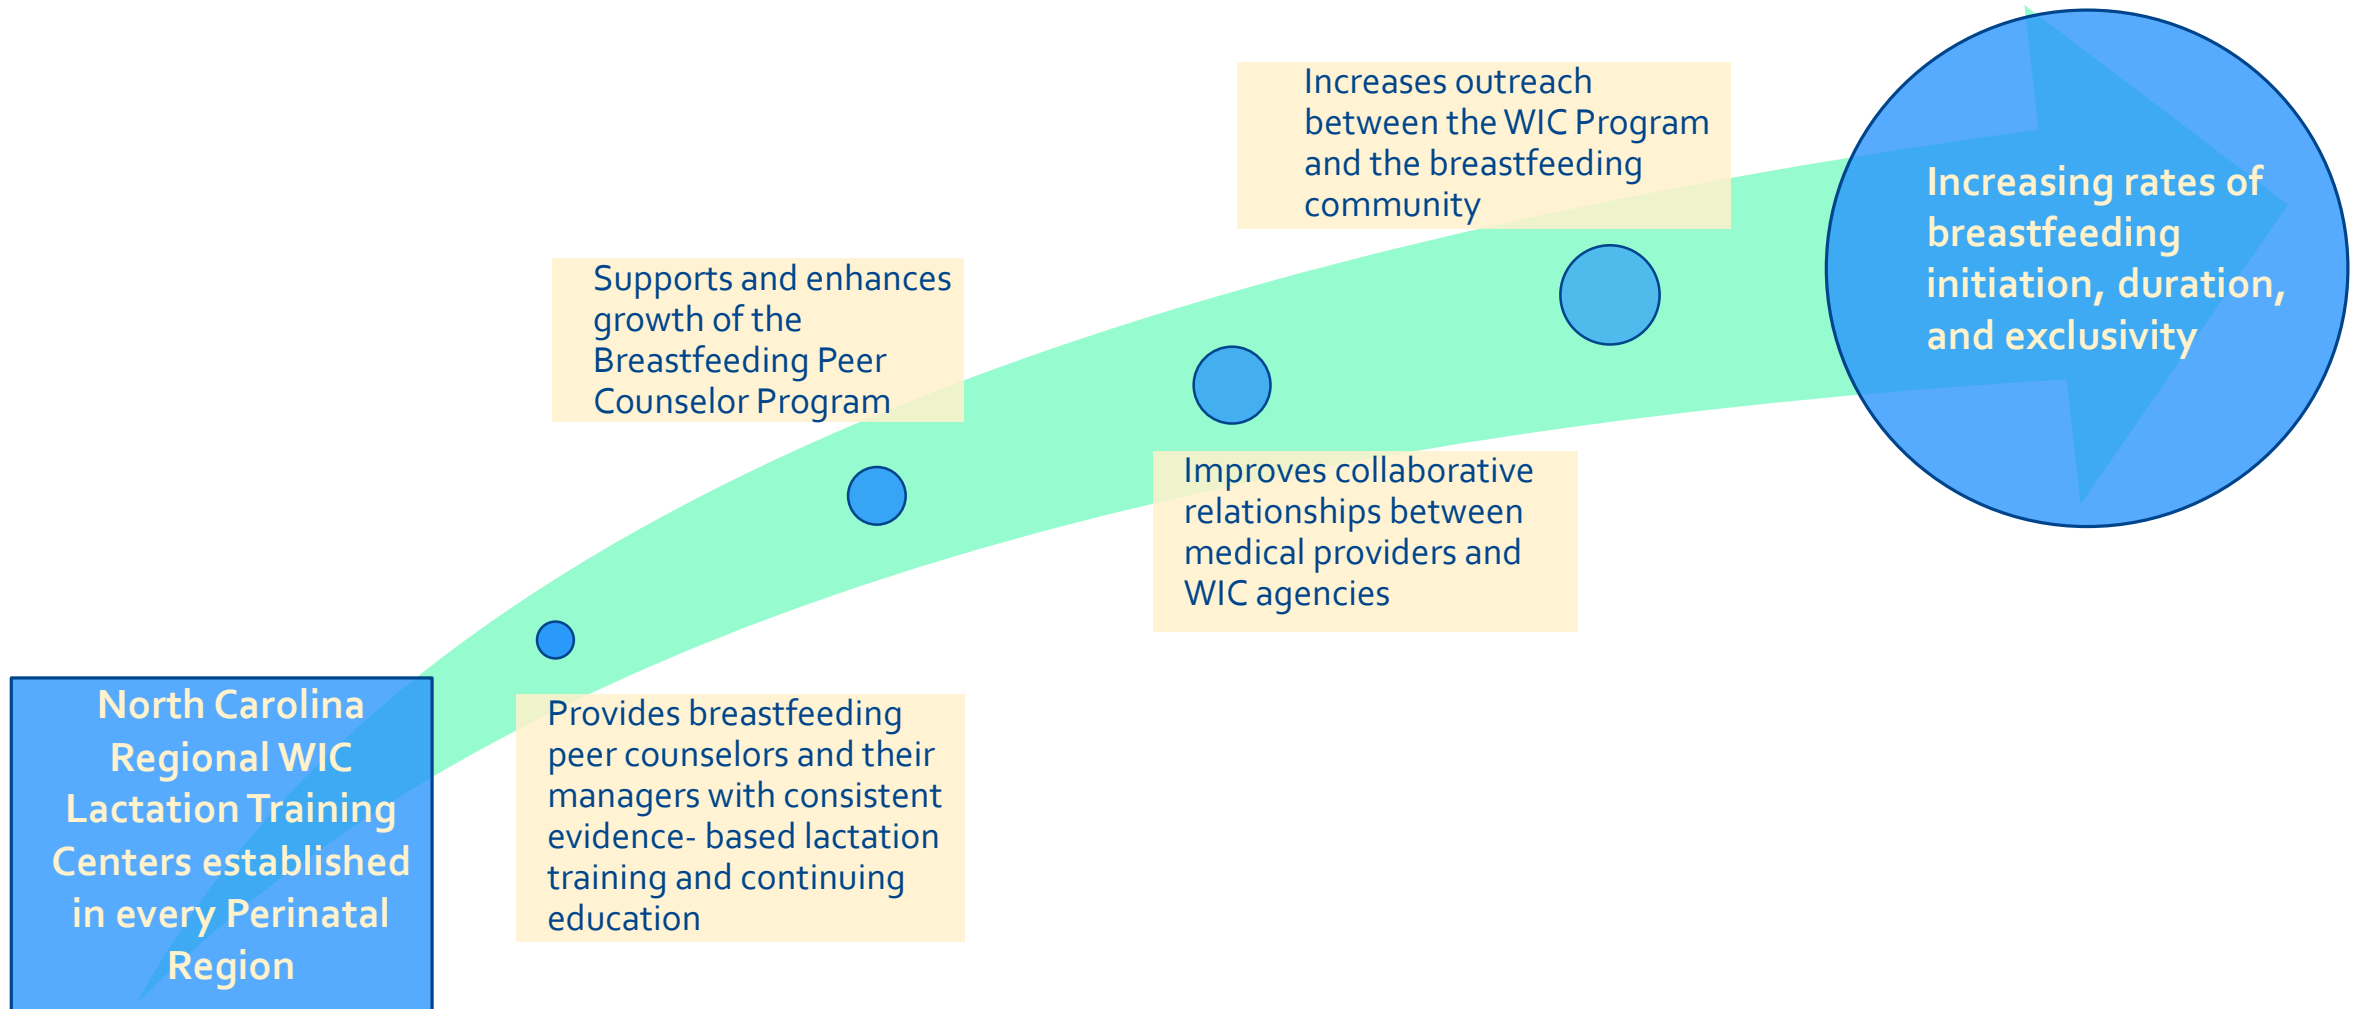 North Carolina
Regional WIC
Lactation Training
Centers established
in every Perinatal
Region
Provides breastfeeding
peer counselors and their
managers with consistent
evidence- based lactation
training and continuing
education
Supports and enhances
growth of the
Breastfeeding Peer
Counselor Program
Improves collaborative
relationships between
medical providers and
WIC agencies
Increases outreach
between the WIC Program
and the breastfeeding
community
Increasing rates of
breastfeeding
initiation, duration,
and exclusivity